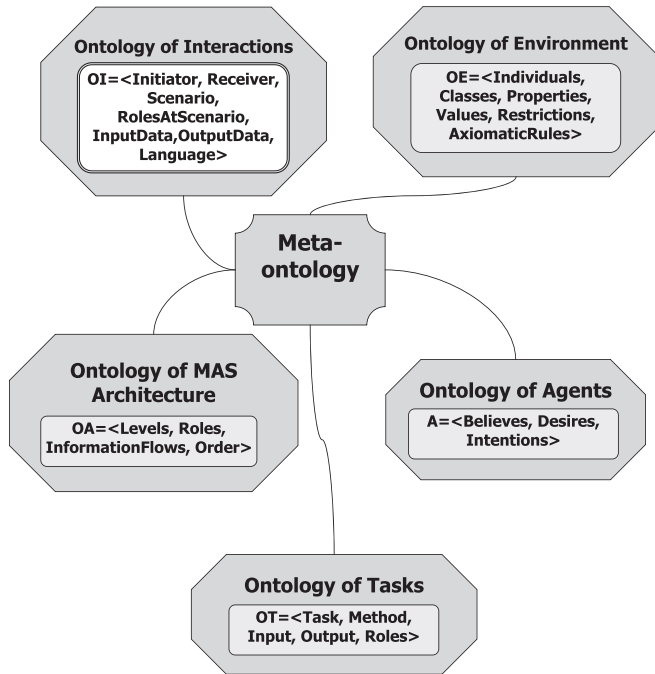 Ontology of Interactions
OI=<Initiator, Receiver,
Scenario,
RolesAtScenario,
InputData,OutputData,
Language>
Ontology of Environment
OE=<Individuals,
Classes, Properties,
Values, Restrictions,
AxiomaticRules>
Meta-
ontology
Ontology of MAS
Architecture
OA=<Levels, Roles,
InformationFlows, Order>
Ontology of Agents
A=<Believes, Desires,
Intentions>
Ontology of Tasks
OT=<Task, Method,
Input, Output, Roles>